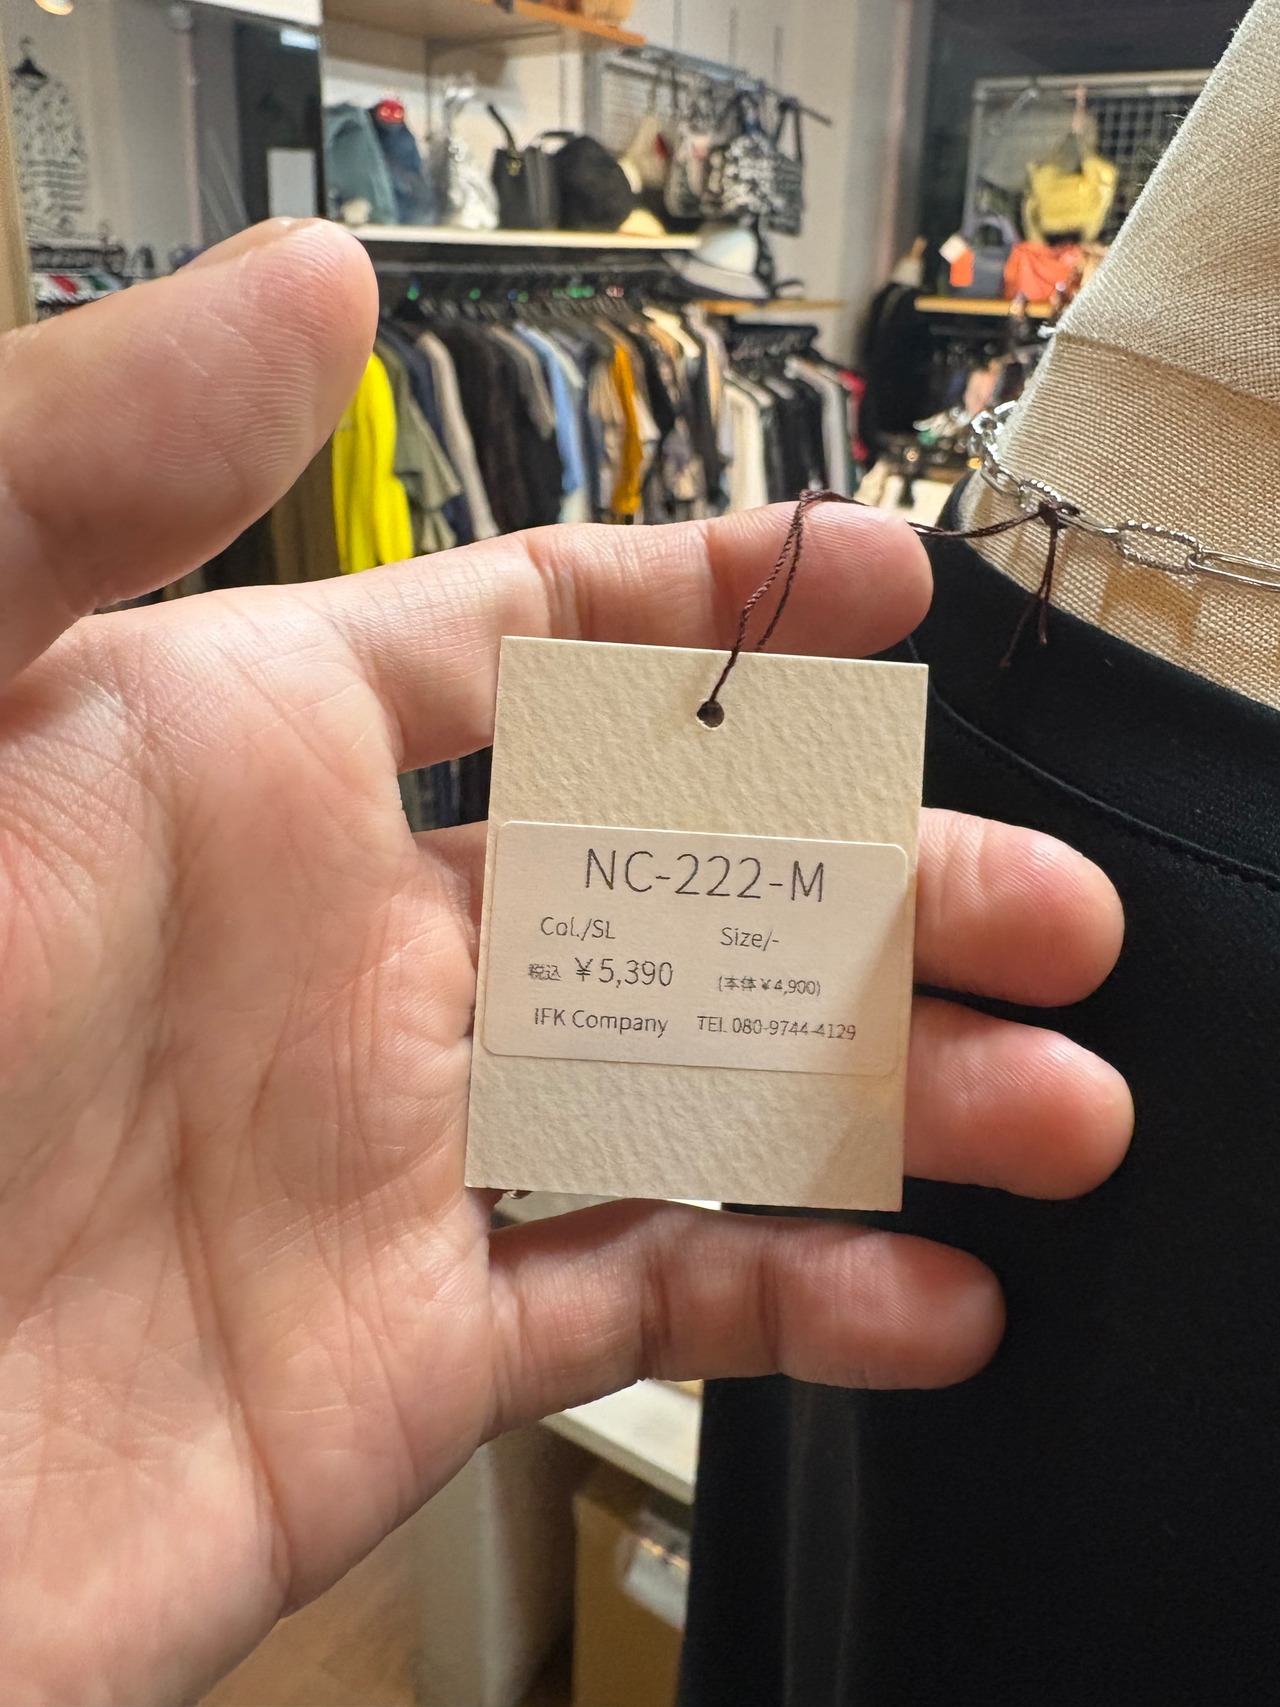 NC-222-M
Col./SL Size/-
税込 ¥5,390 (本体¥4,900)
IFK Company TEL 080-9744-4129